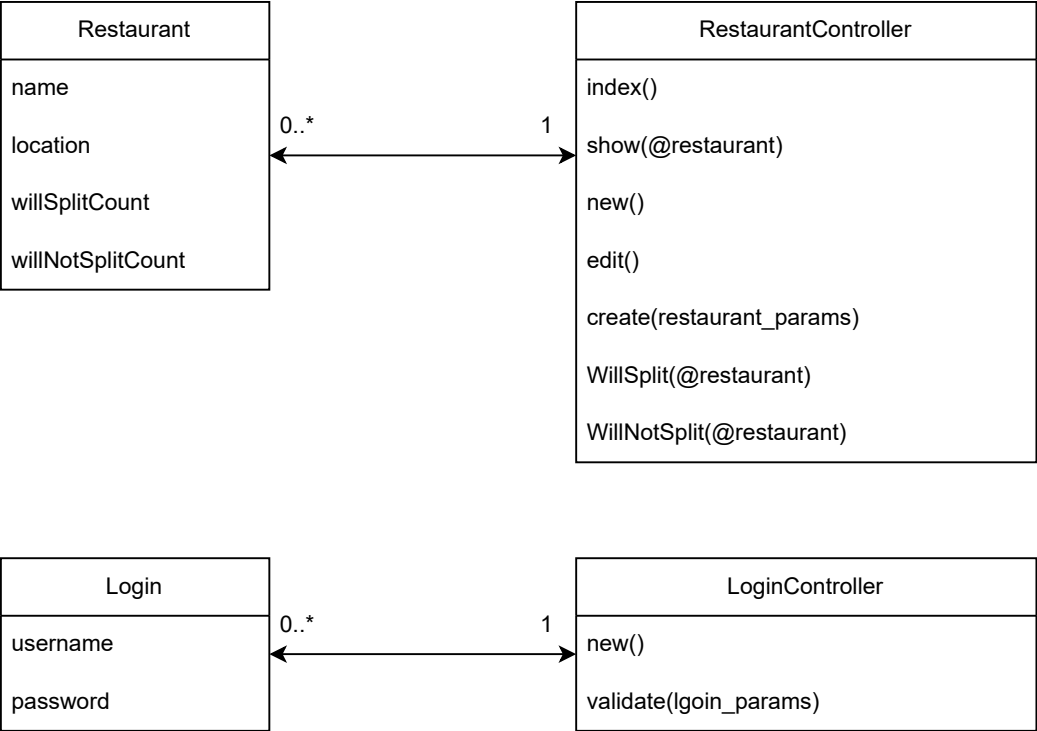 Restaurant
name
location
willSplitCount
willNotSplitCount
0..*
1
RestaurantController
index()
show(@restaurant)
new()
edit()
create(restaurant_params)
WillSplit(@restaurant)
WillNotSplit(@restaurant)
Login
username
password
0..*
1
LoginController
new()
validate(lgoin_params)